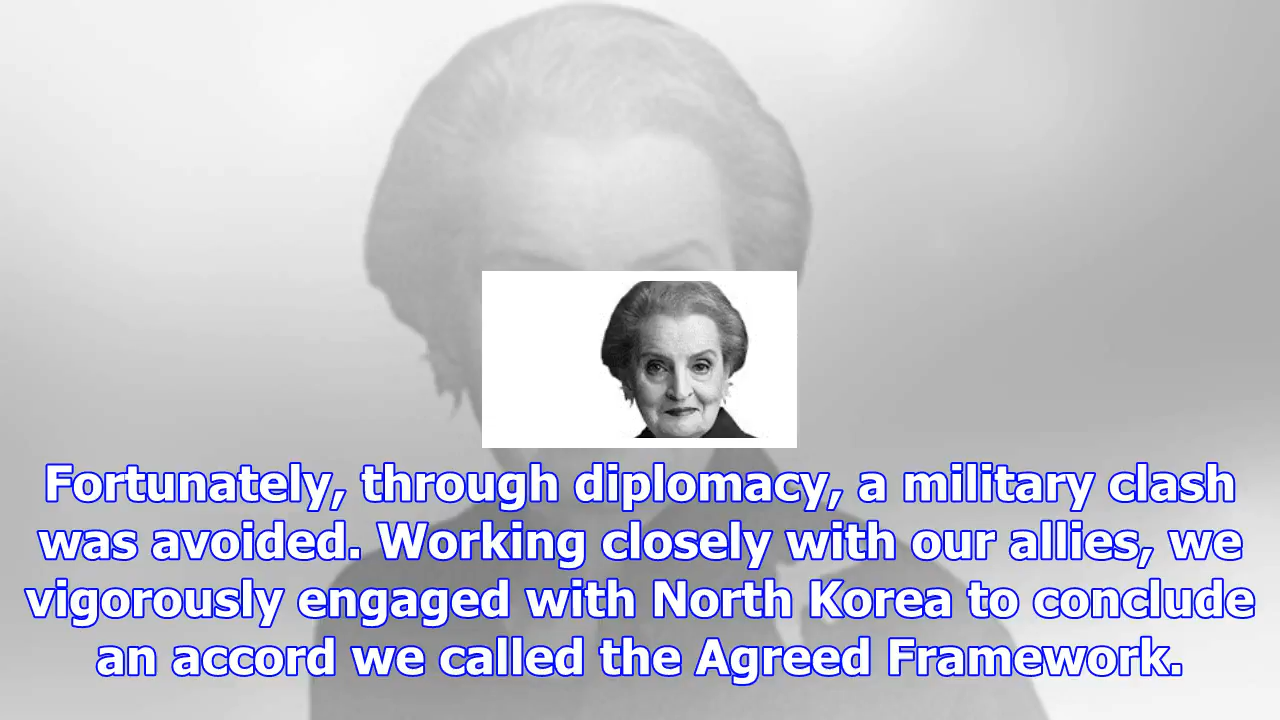 Fortunately, through diplomacy, a military clash
was avoided. Working closely with our allies, we
vigorously engaged with North Korea to conclude
an accord we called the Agreed Framework.